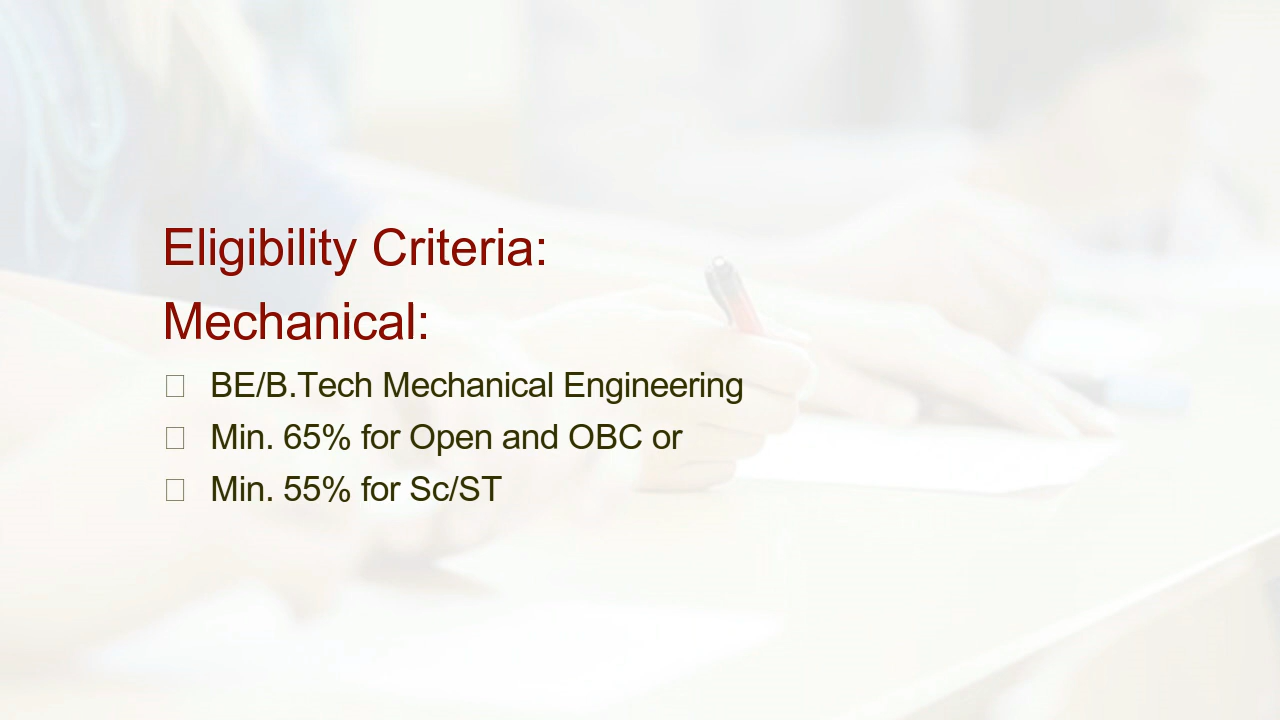 Eligibility Criteria:
Mechanical:
BE/B.Tech Mechanical Engineering
Min. 65% for Open and OBC or
Min. 55% for Sc/ST